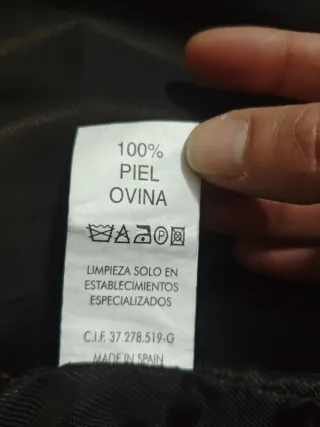 100%
PIEL
OVINA
P
LIMPIEZA SOLO EN
ESTABLECIMIENTOS
ESPECIALIZADOS
C.I.F. 37.278.519-G
MADE IN SPAIN